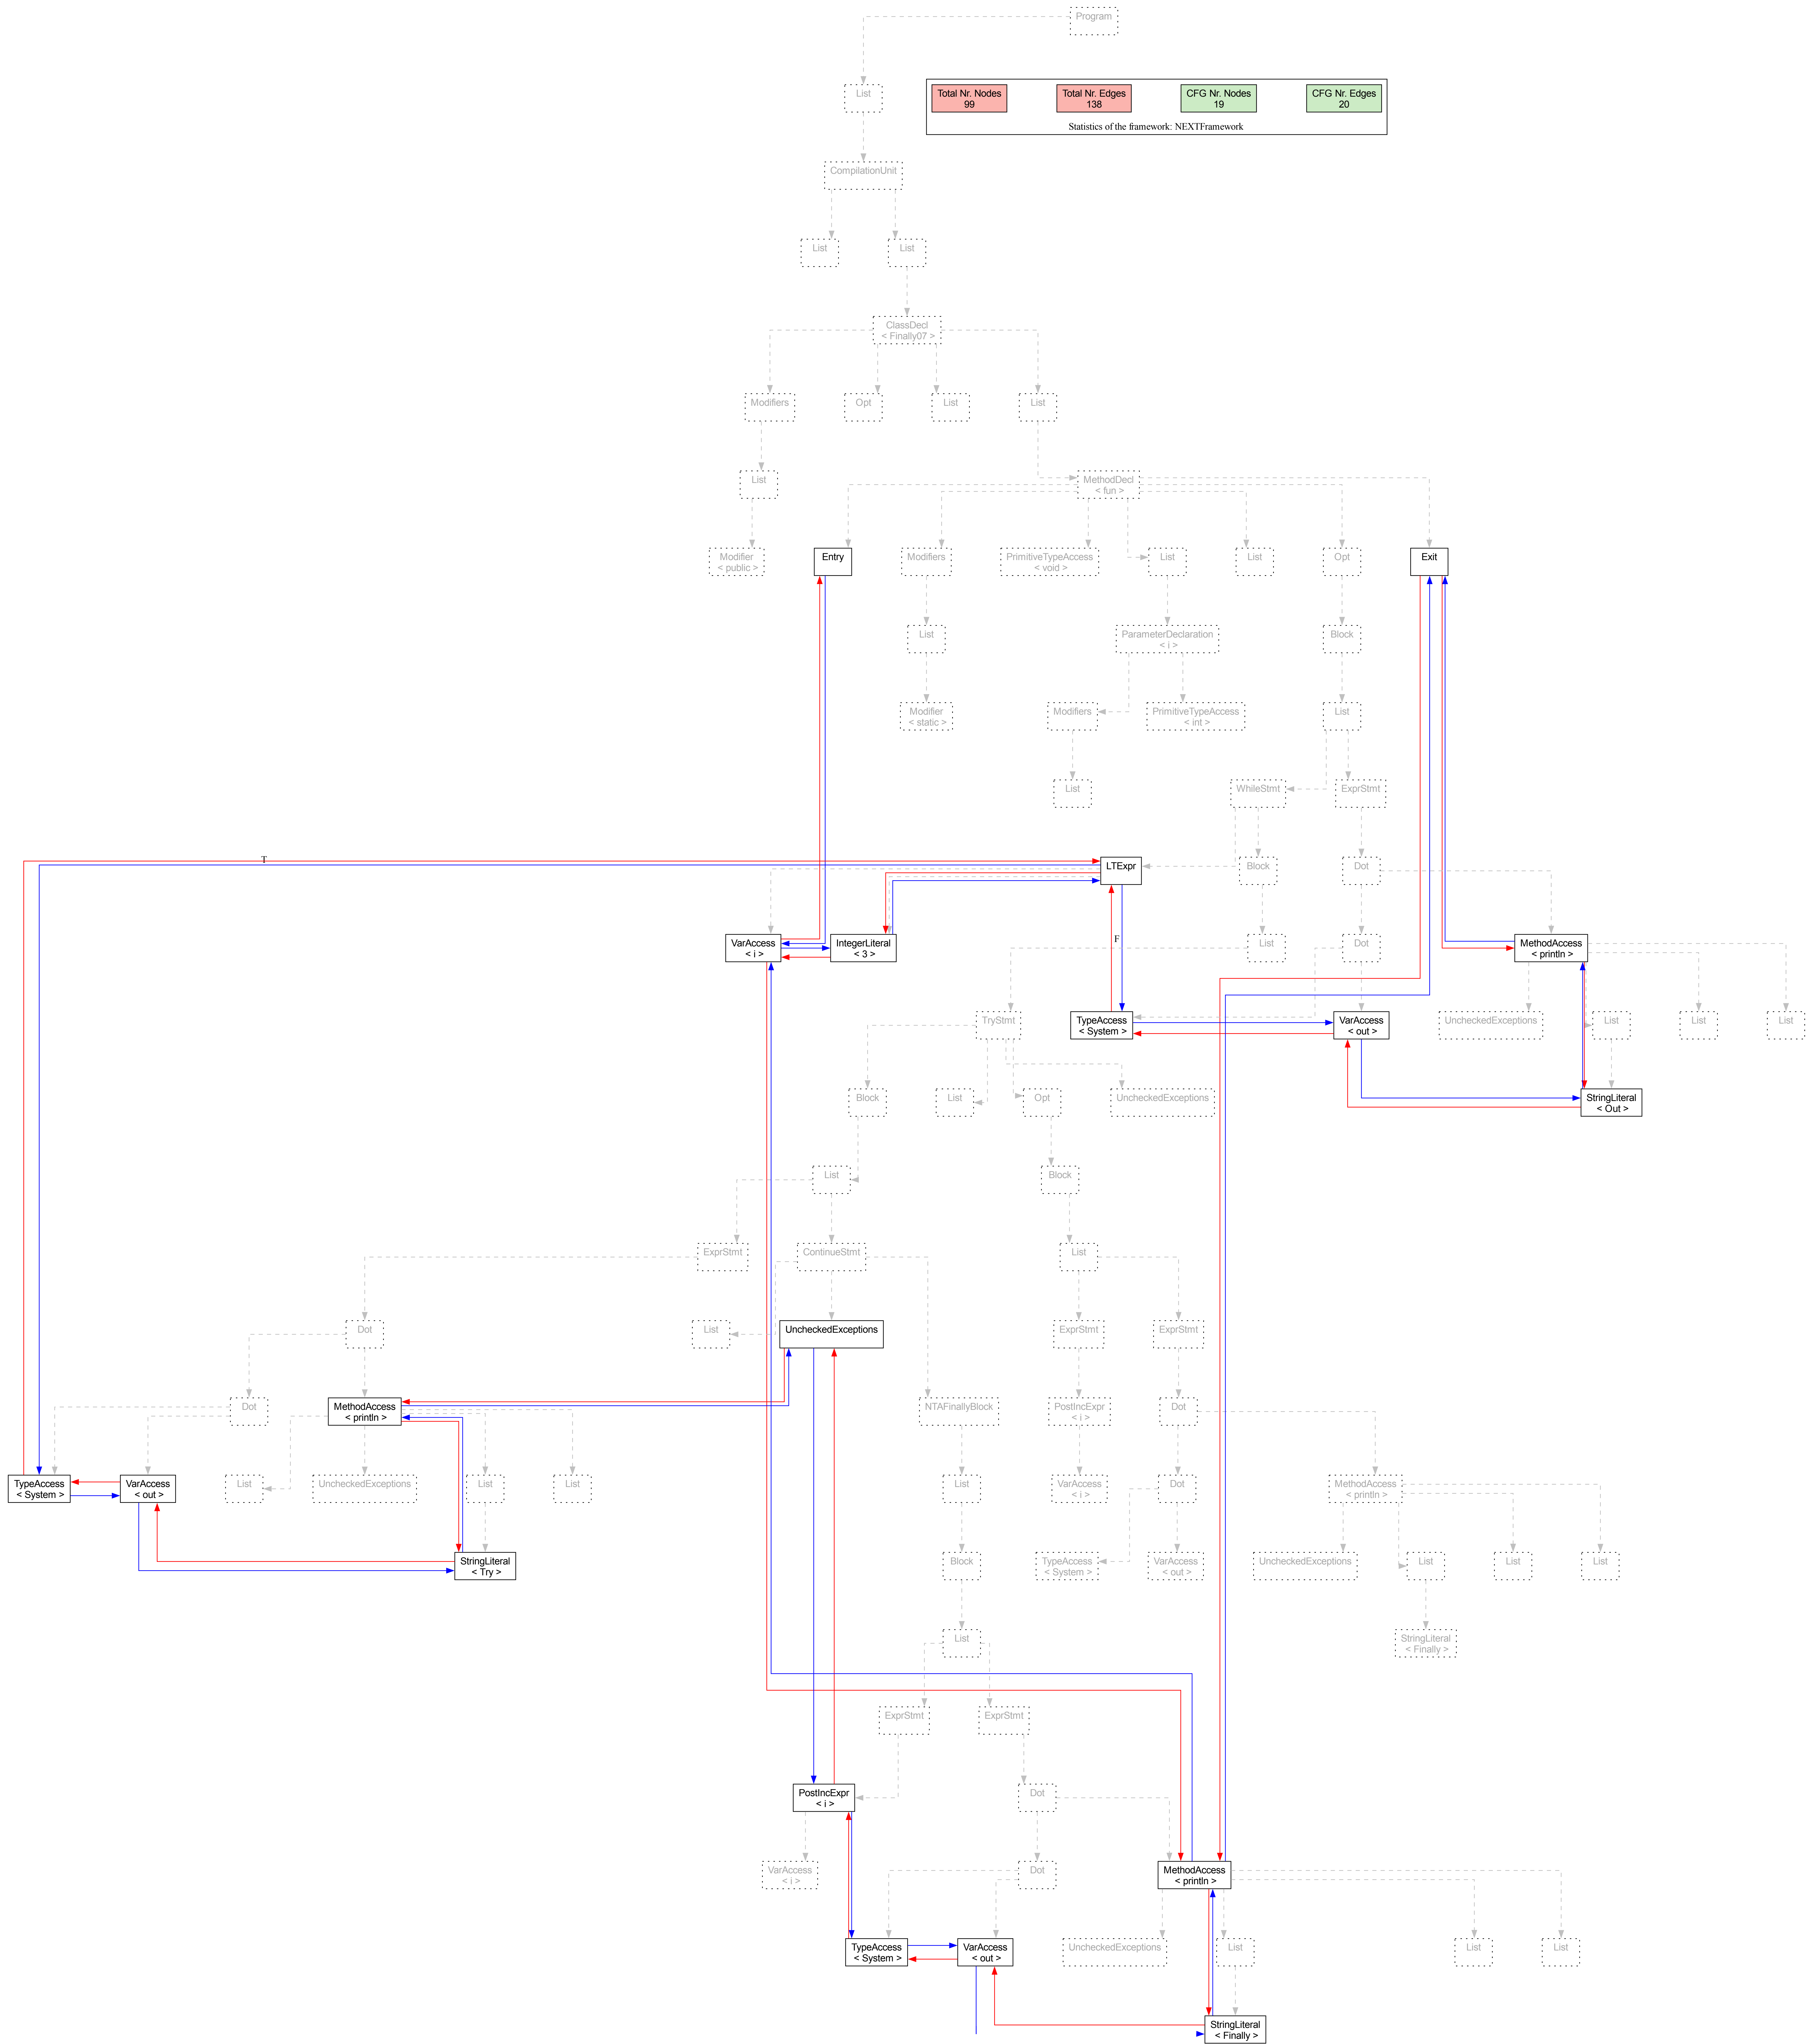 Program
List
Total Nr. Nodes
99
Total Nr. Edges
138
CFG Nr. Nodes
19
CFG Nr. Edges
20
Statistics of the framework: NEXTFramework
CompilationUnit
List
List
ClassDecl
< Finally07 >
Modifiers
Opt
List
List
List
MethodDecl
< fun >
Modifier
< public >
Entry
Modifiers
PrimitiveTypeAccess
< void >
List
List
Opt
Exit
List
ParameterDeclaration
< i >
Block
Modifier
< static >
Modifiers
PrimitiveTypeAccess
< int >
List
List
WhileStmt
ExprStmt
T
LTExpr
Block
Dot
VarAccess
< i >
IntegerLiteral
< 3 >
F
List
Dot
MethodAccess
< println >
TryStmt
TypeAccess
< System >
VarAccess
< out >
UncheckedExceptions
List
List
List
Block
List
Opt
UncheckedExceptions
StringLiteral
< Out >
List
Block
ExprStmt
ContinueStmt
List
Dot
List
UncheckedExceptions
ExprStmt
ExprStmt
Dot
MethodAccess
< println >
NTAFinallyBlock
PostIncExpr
< i >
Dot
TypeAccess
< System >
VarAccess
< out >
List
UncheckedExceptions
List
List
List
VarAccess
< i >
Dot
MethodAccess
< println >
StringLiteral
< Try >
Block
TypeAccess
< System >
VarAccess
< out >
UncheckedExceptions
List
List
List
List
StringLiteral
< Finally >
ExprStmt
ExprStmt
PostIncExpr
< i >
Dot
VarAccess
< i >
Dot
MethodAccess
< println >
TypeAccess
< System >
VarAccess
< out >
UncheckedExceptions
List
List
List
StringLiteral
< Finally >